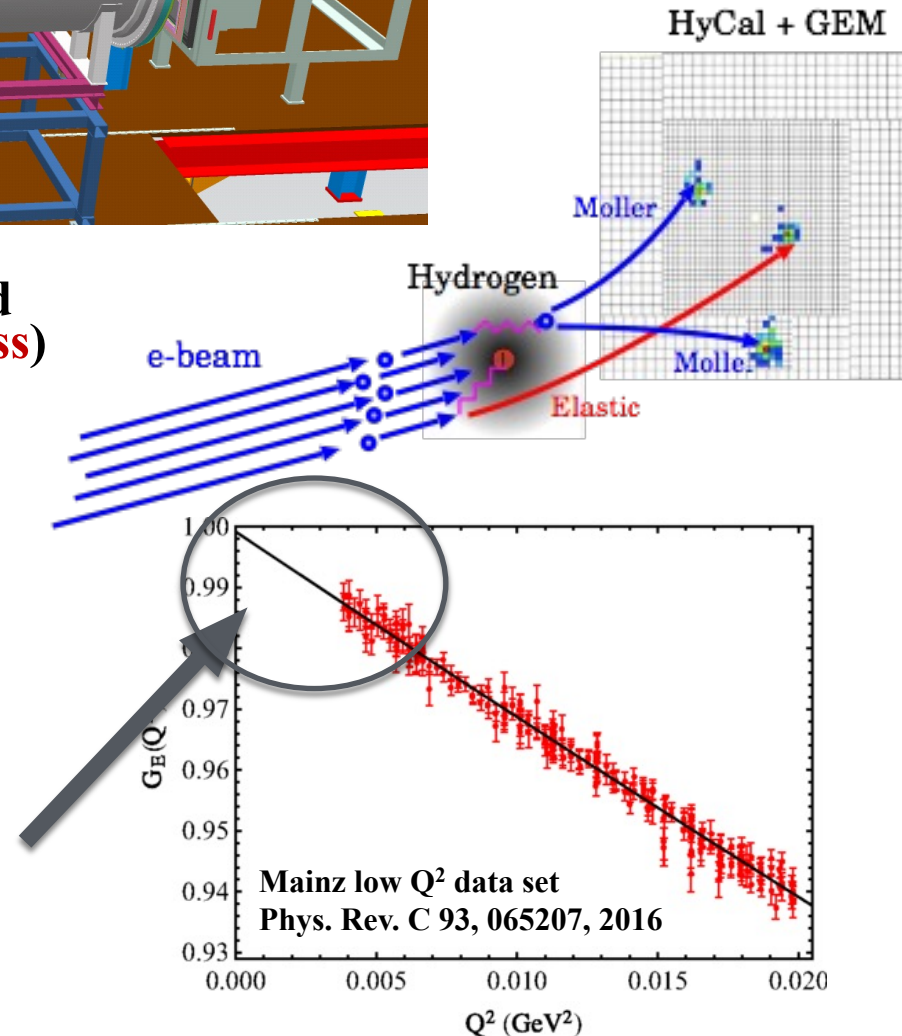 HyCal + GEM
Moller
Hydrogen
ss)
e-beam
Elastic
1.00
0.99
0.97
0.96
0.95
0.94
0.93
Mainz low Q² data set
Phys. Rev. C 93, 065207, 2016
0.000 0.005 0.010 0.015 0.020
Q² (GeV²)